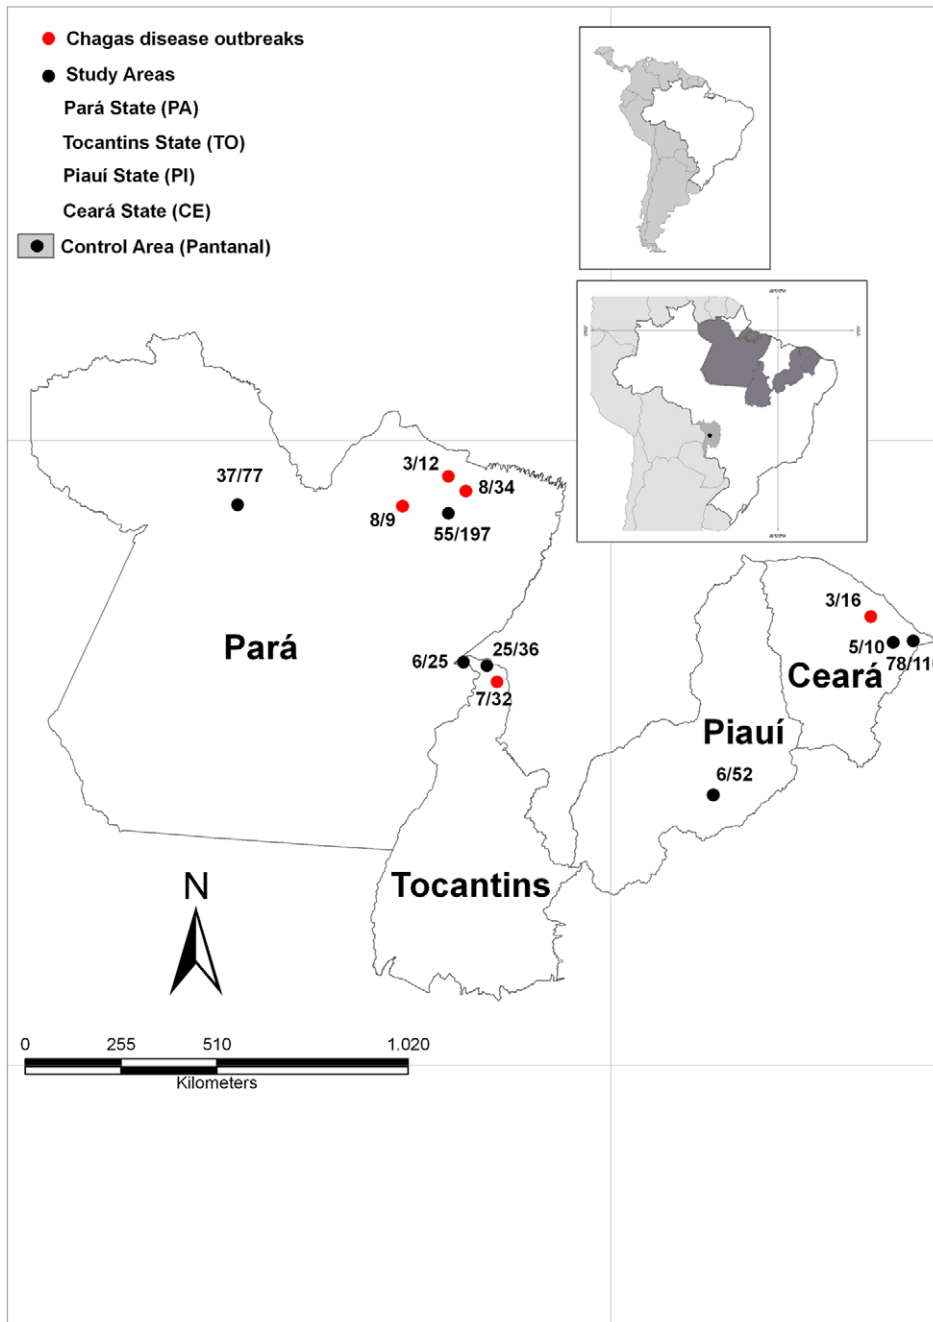 Chagas disease outbreaks
Study Areas
Pará State (PA)
Tocantins State (TO)
Piauí State (PI)
Ceará State (CE)
Control Area (Pantanal)
37/77
3/12
8/34
8/9
55/197
Pará
6/25
25/36
7/32
3/16
5/10
Ceará
Piauí
6/52
Tocantins
N
0 255 510 1.020
Kilometers